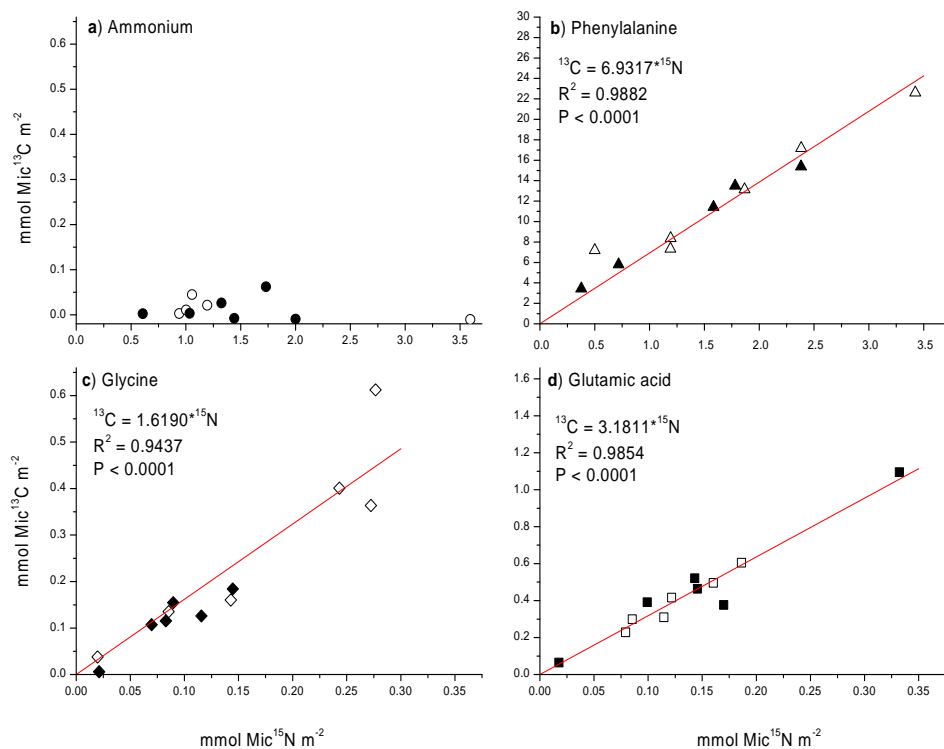 a) Ammonium
0.6
0.5
0.4
0.3
0.2
0.1
0.0
0.0 0.5 1.0 1.5 2.0 2.5 3.0 3.5
mmol Mic¹³C m⁻²
b) Phenylalanine
¹³C = 6.9317*¹⁵N
R² = 0.9882
P < 0.0001
30
28
26
24
22
20
18
16
14
12
10
8
6
4
2
0
0.0 0.5 1.0 1.5 2.0 2.5 3.0 3.5
c) Glycine
¹³C = 1.6190*¹⁵N
R² = 0.9437
P < 0.0001
0.6
0.5
0.4
0.3
0.2
0.1
0.0
0.00 0.05 0.10 0.15 0.20 0.25 0.30 0.35
mmol Mic¹³C m⁻²
mmol Mic¹⁵N m⁻²
d) Glutamic acid
¹³C = 3.1811*¹⁵N
R² = 0.9854
P < 0.0001
1.6
1.4
1.2
1.0
0.8
0.6
0.4
0.2
0.0
0.00 0.05 0.10 0.15 0.20 0.25 0.30 0.35
mmol Mic¹⁵N m⁻²